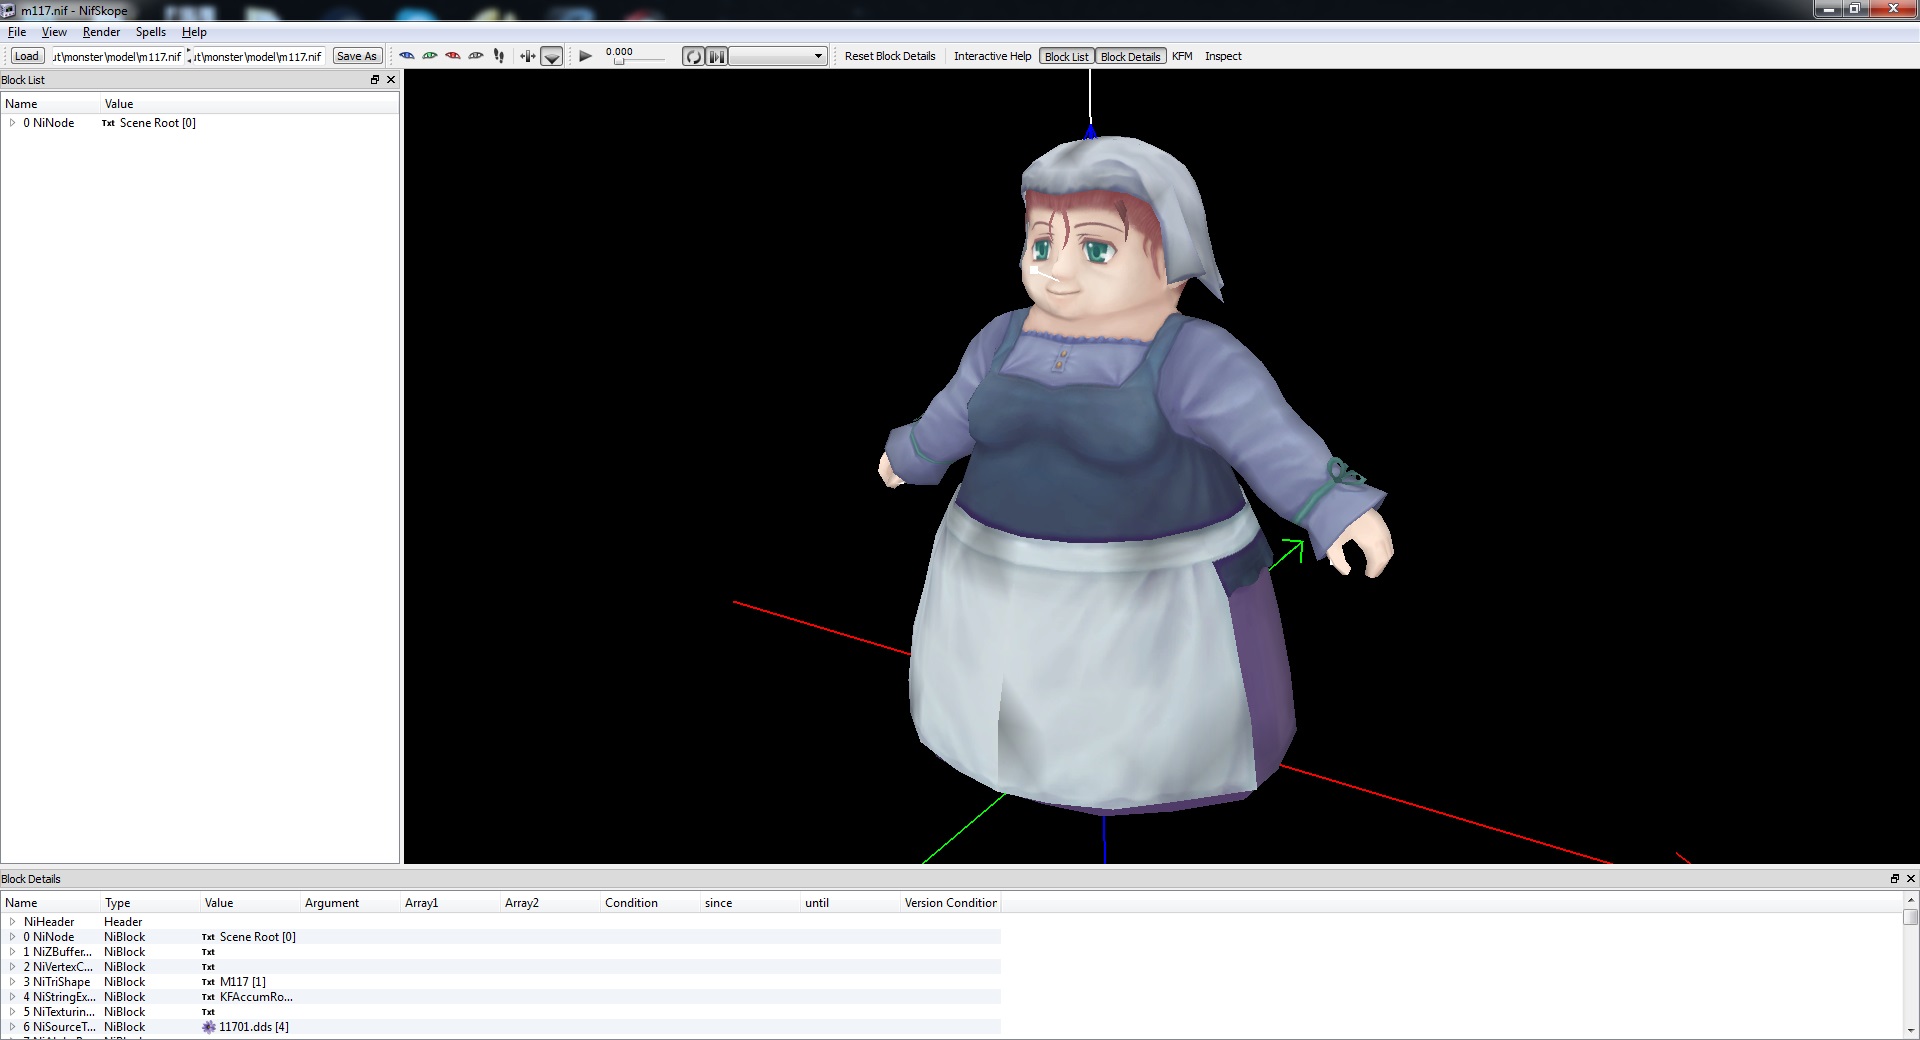 m117.nif - NifSkope
File View Render Spells Help
Load ut\monster\model\m117.nif ut\monster\model\m117.nif Save As 0.000 Reset Block Details Interactive Help Block List Block Details KFM Inspect
Block List
Name Value
0 NiNode Txt Scene Root [0]
Block Details
Name Type Value Argument Array1 Array2 Condition since until Version Condition
NiHeader Header
0 NiNode NiBlock Txt Scene Root [0]
1 NiZBuffer... NiBlock Txt
2 NiVertexC... NiBlock Txt
3 NiTriShape NiBlock Txt M117 [1]
4 NiStringEx... NiBlock Txt KFAccumRo...
5 NiTexturin... NiBlock Txt
6 NiSourceT... NiBlock 11701.dds [4]